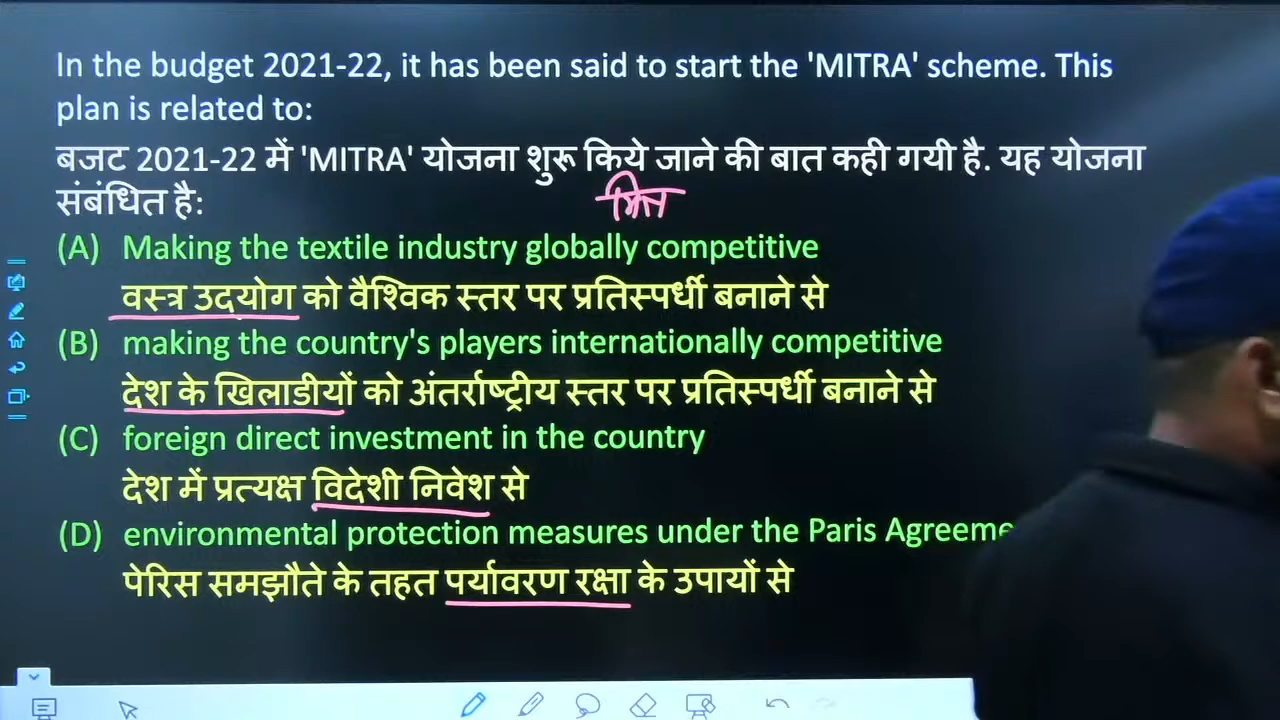 In the budget 2021-22, it has been said to start the 'MITRA' scheme. This
plan is related to:
बजट 2021-22 में 'MITRA' योजना शुरू किये जाने की बात कही गयी है. यह योजना
संबंधित है:
(A) Making the textile industry globally competitive
वस्त्र उदयोग को वैश्विक स्तर पर प्रतिस्पर्धी बनाने से
(B) making the country's players internationally competitive
देश के खिलाडीयों को अंतर्राष्ट्रीय स्तर पर प्रतिस्पर्धी बनाने से
(C) foreign direct investment in the country
देश में प्रत्यक्ष विदेशी निवेश से
(D) environmental protection measures under the Paris
पेरिस समझौते के तहत पर्यावरण रक्षा के उपायों से